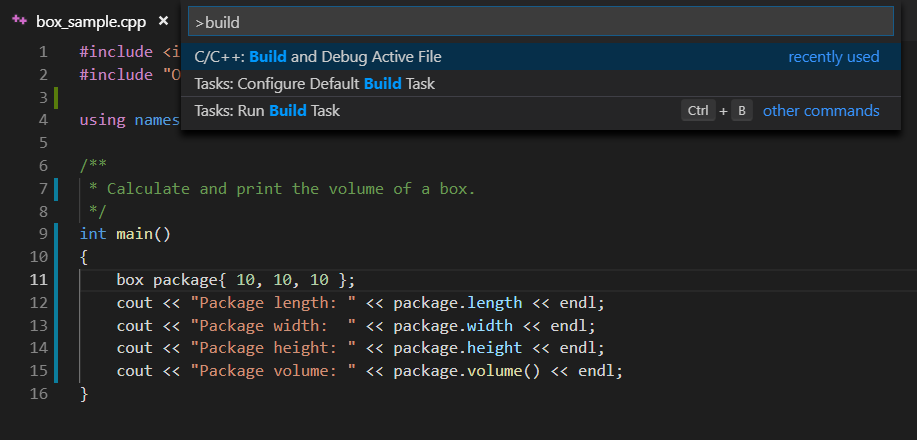 box_sample.cpp ×
>build
C/C++: Build and Debug Active File recently used
Tasks: Configure Default Build Task
Tasks: Run Build Task Ctrl + B other commands
1 #include <i
2 #include "O
3
4 using names
5
6 /**
7 * Calculate and print the volume of a box.
8 */
9 int main()
10 {
11 box package{ 10, 10, 10 };
12 cout << "Package length: " << package.length << endl;
13 cout << "Package width:  " << package.width << endl;
14 cout << "Package height: " << package.height << endl;
15 cout << "Package volume: " << package.volume() << endl;
16 }